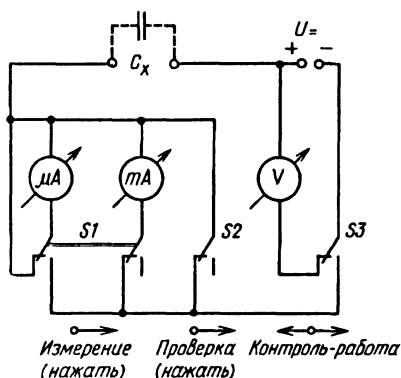 U=
+ −
Cx
μA
mA
V
S1
S2
S3
Измерение (нажать)
Проверка (нажать)
Контроль-работа